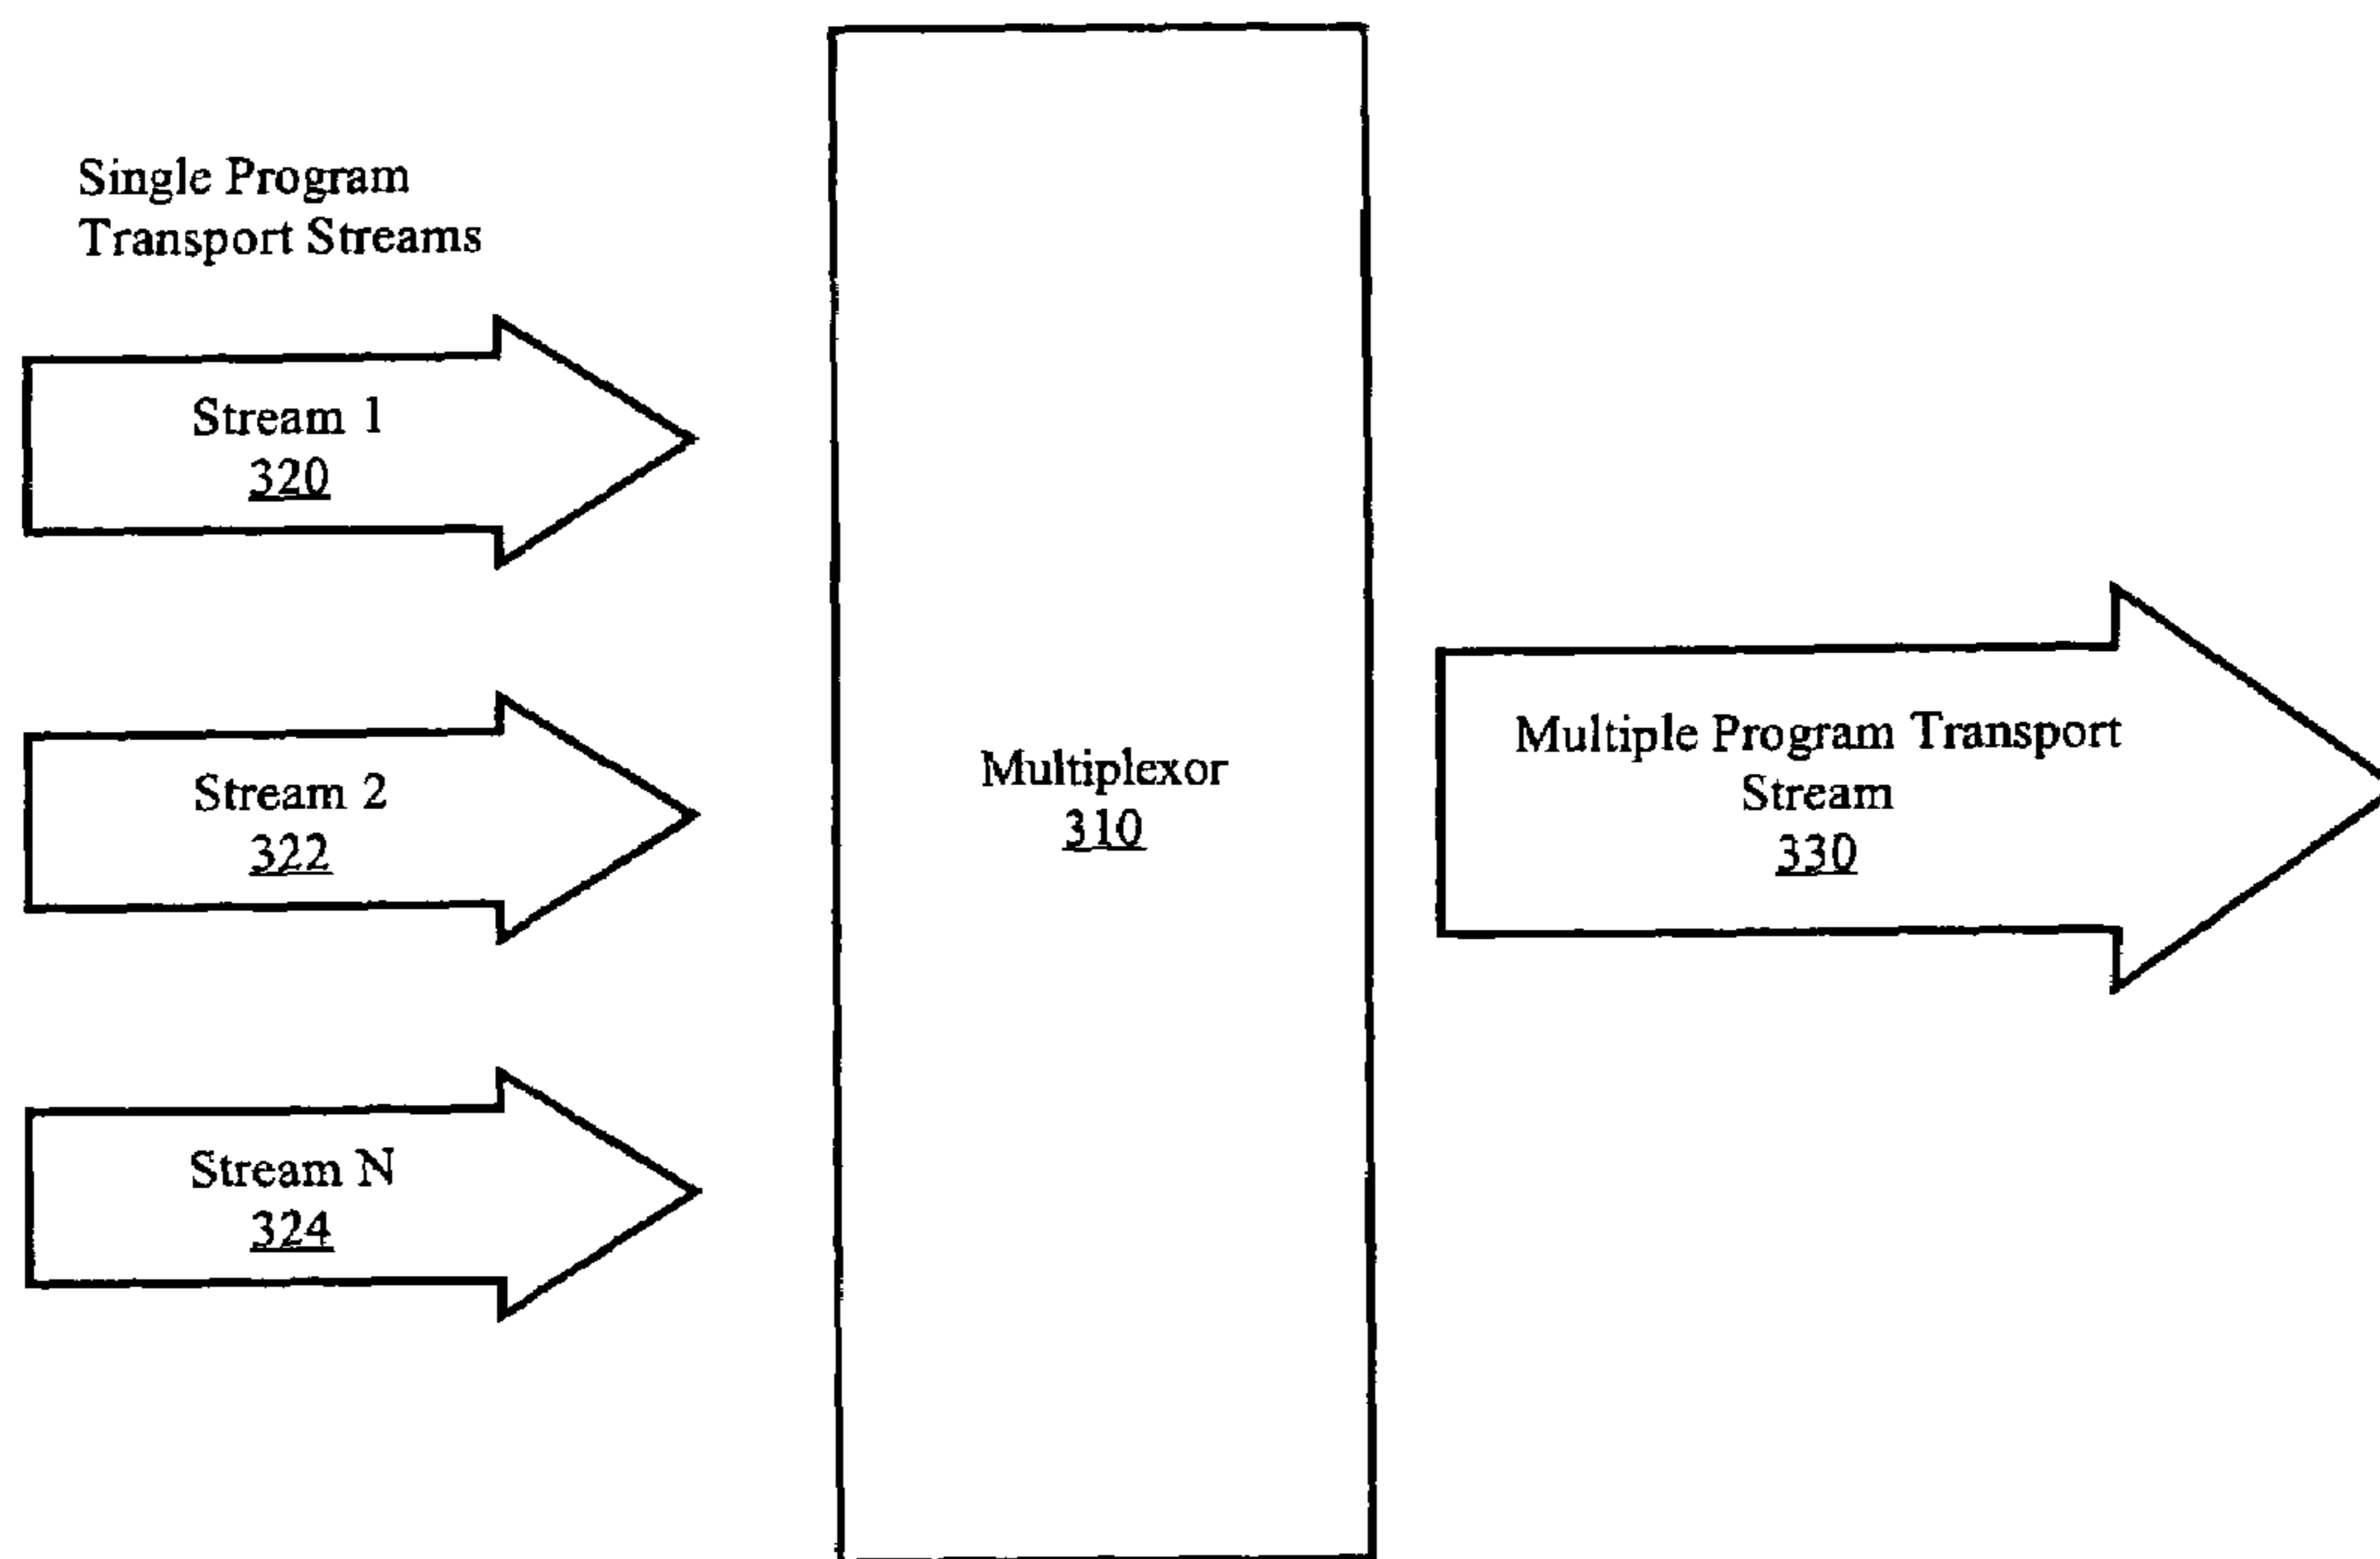 Single Program
Transport Streams
Stream 1
320
Stream 2
322
Stream N
324
Multiplexor
310
Multiple Program Transport
Stream
330